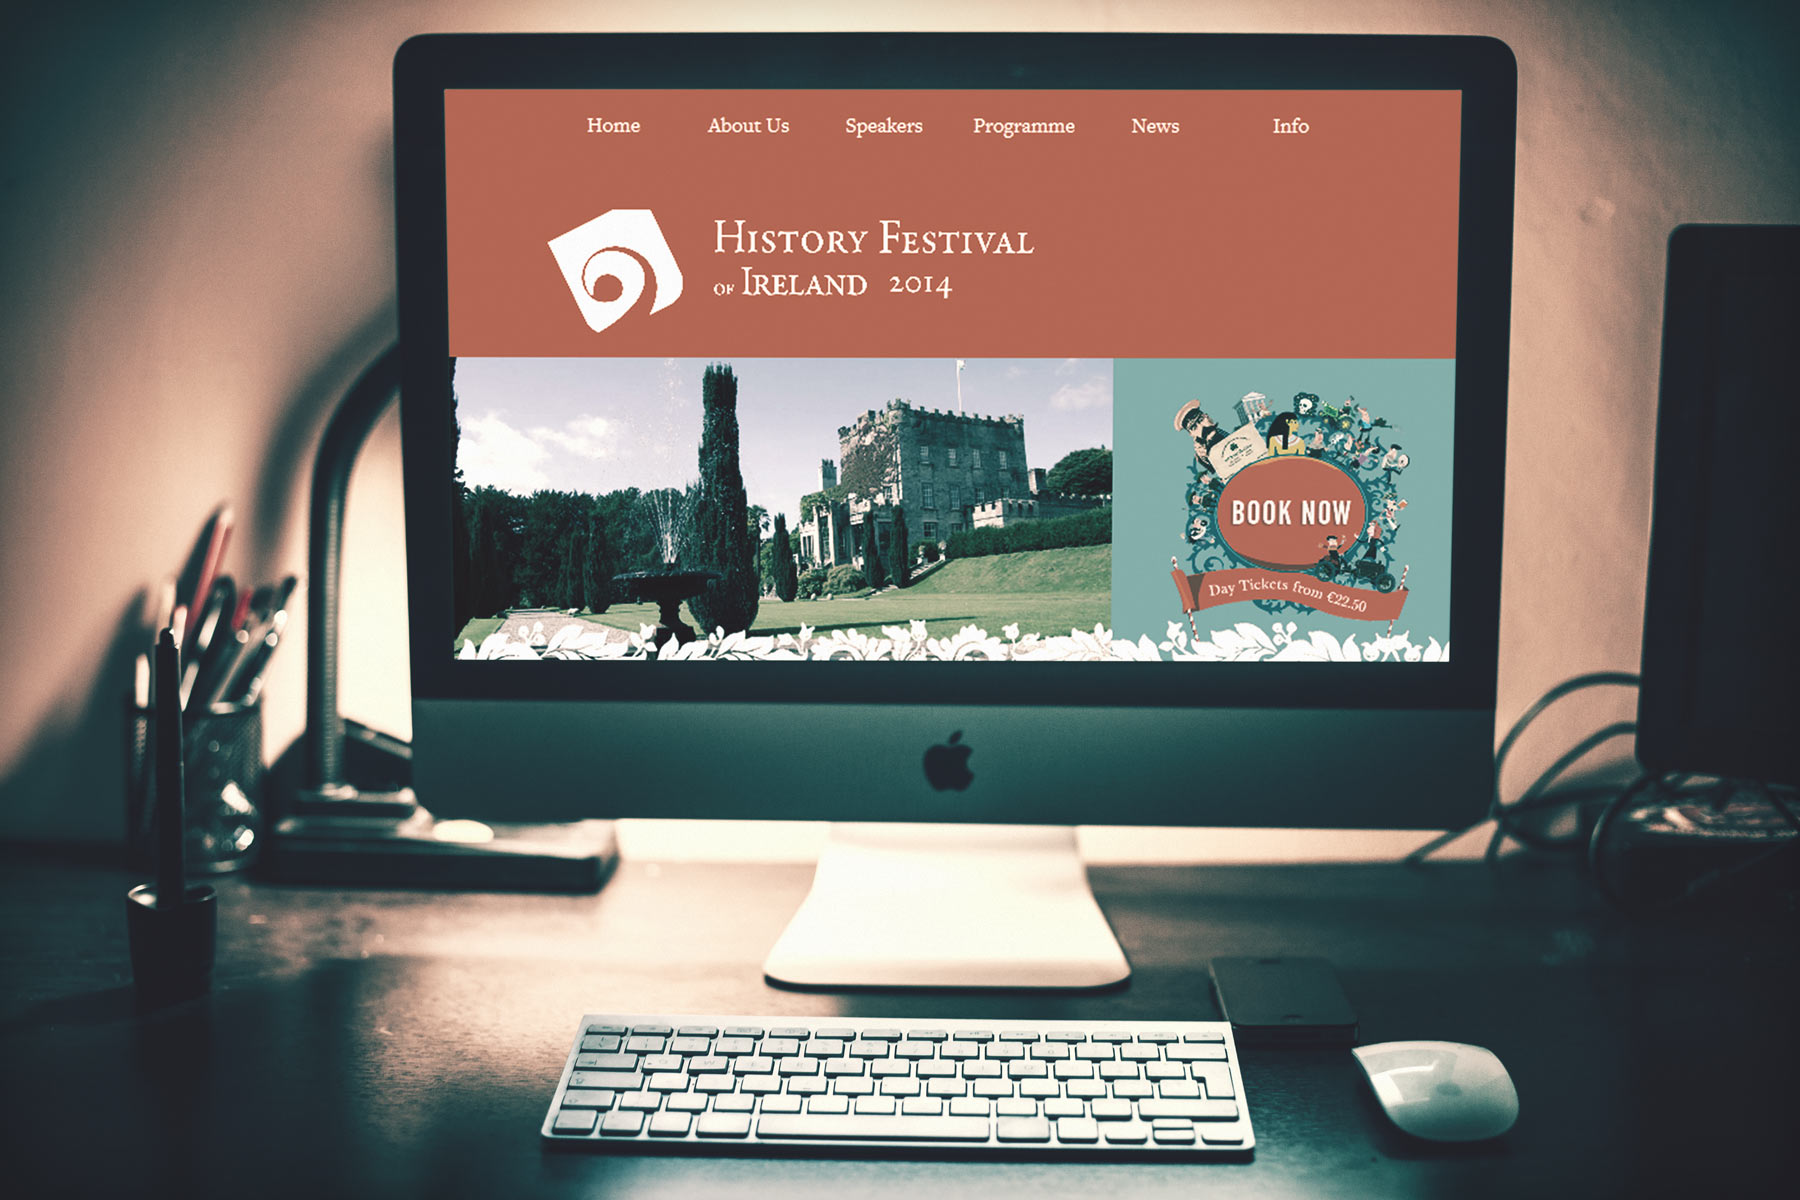 Home About Us Speakers Programme News Info
History Festival
of Ireland 2014
BOOK NOW
Day Tickets from €22.50